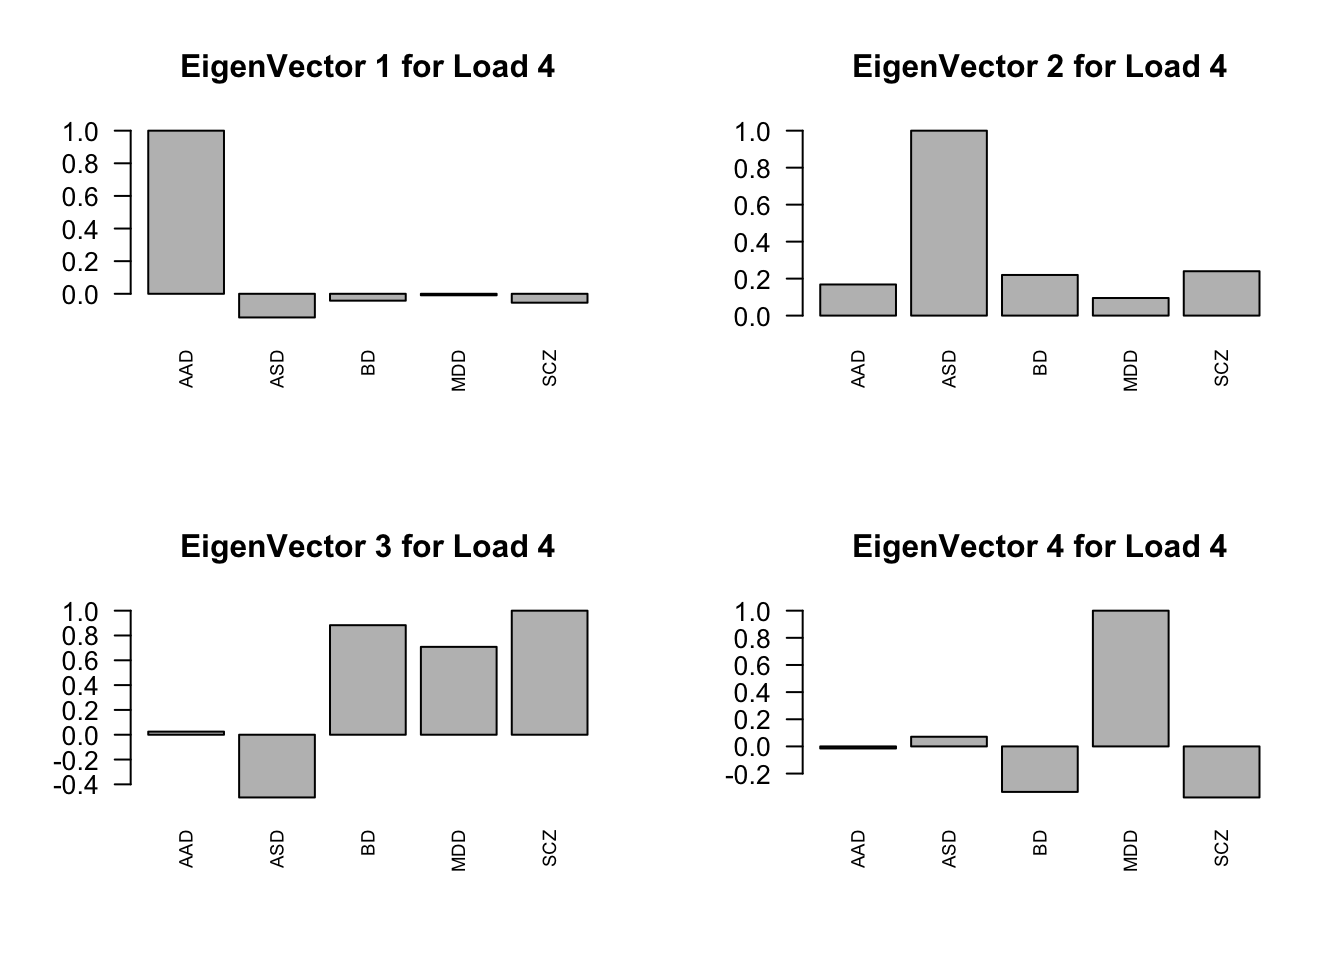 EigenVector 1 for Load 4
1.0
0.8
0.6
0.4
0.2
0.0
AAD
ASD
BD
MDD
SCZ
EigenVector 2 for Load 4
1.0
0.8
0.6
0.4
0.2
0.0
AAD
ASD
BD
MDD
SCZ
EigenVector 3 for Load 4
1.0
0.8
0.6
0.4
0.2
0.0
-0.2
-0.4
AAD
ASD
BD
MDD
SCZ
EigenVector 4 for Load 4
1.0
0.8
0.6
0.4
0.2
0.0
-0.2
AAD
ASD
BD
MDD
SCZ